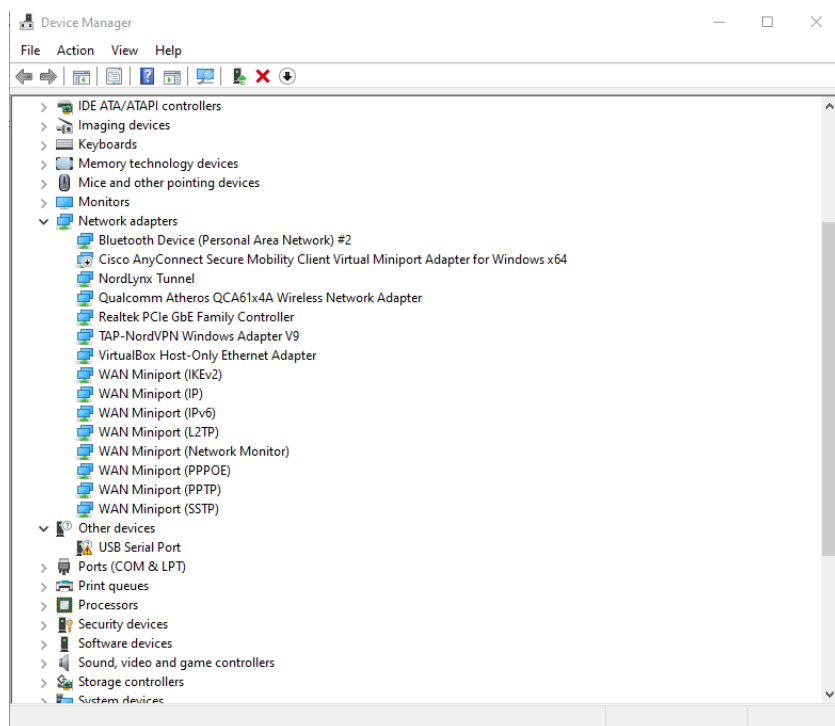 Device Manager
File Action View Help
IDE ATA/ATAPI controllers
Imaging devices
Keyboards
Memory technology devices
Mice and other pointing devices
Monitors
Network adapters
Bluetooth Device (Personal Area Network) #2
Cisco AnyConnect Secure Mobility Client Virtual Miniport Adapter for Windows x64
NordLynx Tunnel
Qualcomm Atheros QCA61x4A Wireless Network Adapter
Realtek PCIe GbE Family Controller
TAP-NordVPN Windows Adapter V9
VirtualBox Host-Only Ethernet Adapter
WAN Miniport (IKEv2)
WAN Miniport (IP)
WAN Miniport (IPv6)
WAN Miniport (L2TP)
WAN Miniport (Network Monitor)
WAN Miniport (PPPOE)
WAN Miniport (PPTP)
WAN Miniport (SSTP)
Other devices
USB Serial Port
Ports (COM & LPT)
Print queues
Processors
Security devices
Software devices
Sound, video and game controllers
Storage controllers
System devices